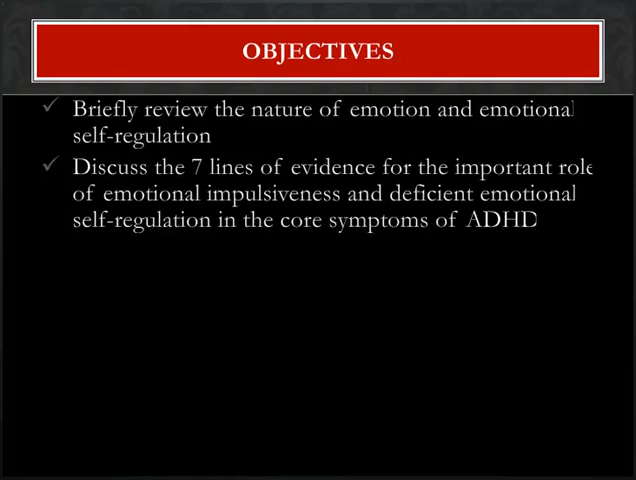 OBJECTIVES
Briefly review the nature of emotion and emotional
self-regulation
Discuss the 7 lines of evidence for the important role
of emotional impulsiveness and deficient emotional
self-regulation in the core symptoms of ADHD